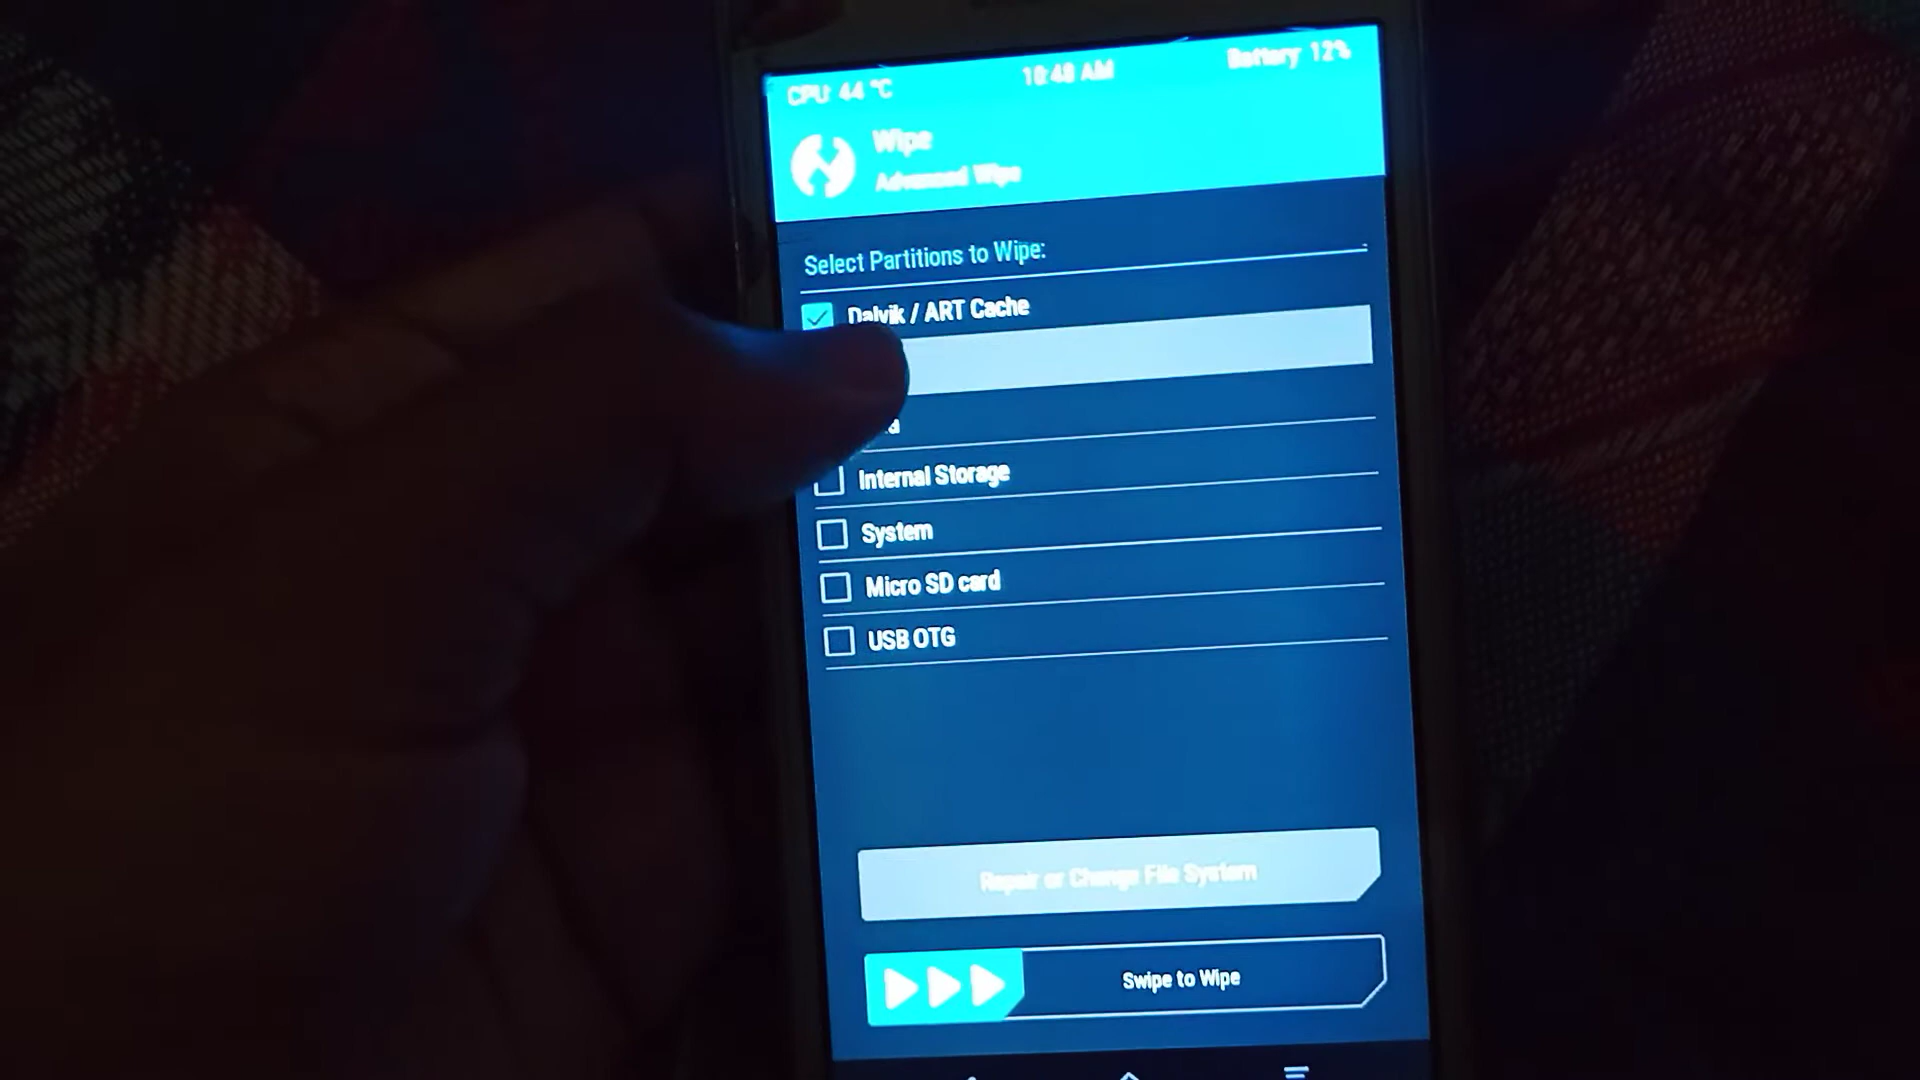 CPU: 44 °C
10:48 AM
Battery 12%
Wipe
Advanced Wipe
Select Partitions to Wipe:
Dalvik / ART Cache
Internal Storage
System
Micro SD card
USB OTG
Repair or Change File System
Swipe to Wipe